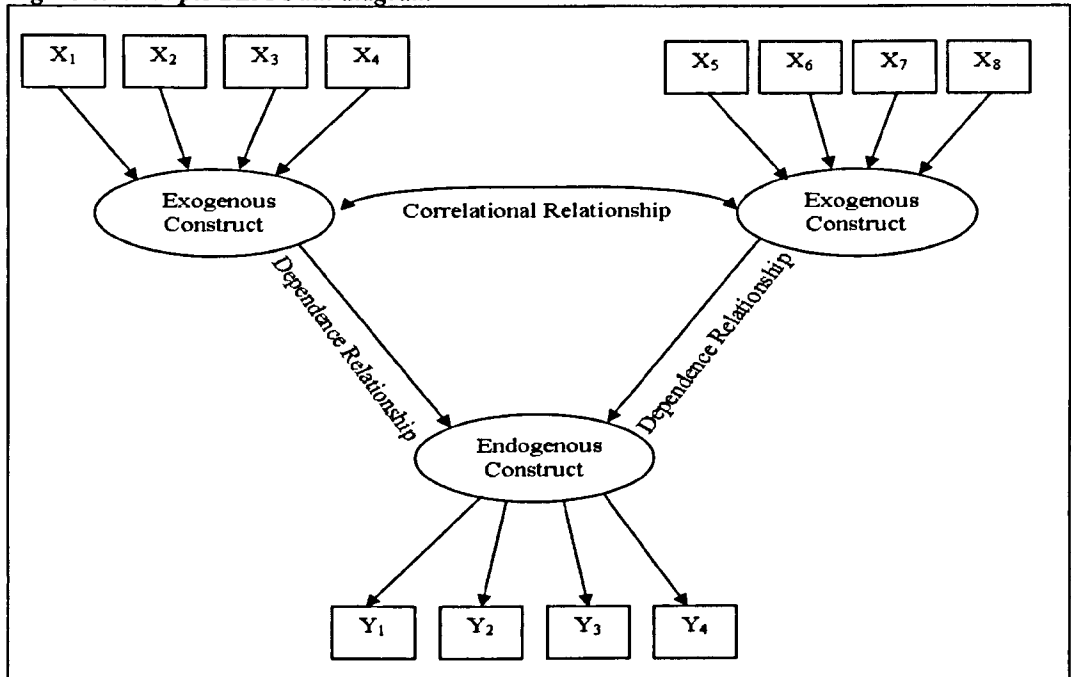 X₁ X₂ X₃ X₄ X₅ X₆ X₇ X₈
Exogenous
Construct
Correlational Relationship
Exogenous
Construct
Dependence Relationship
Dependence Relationship
Endogenous
Construct
Y₁ Y₂ Y₃ Y₄